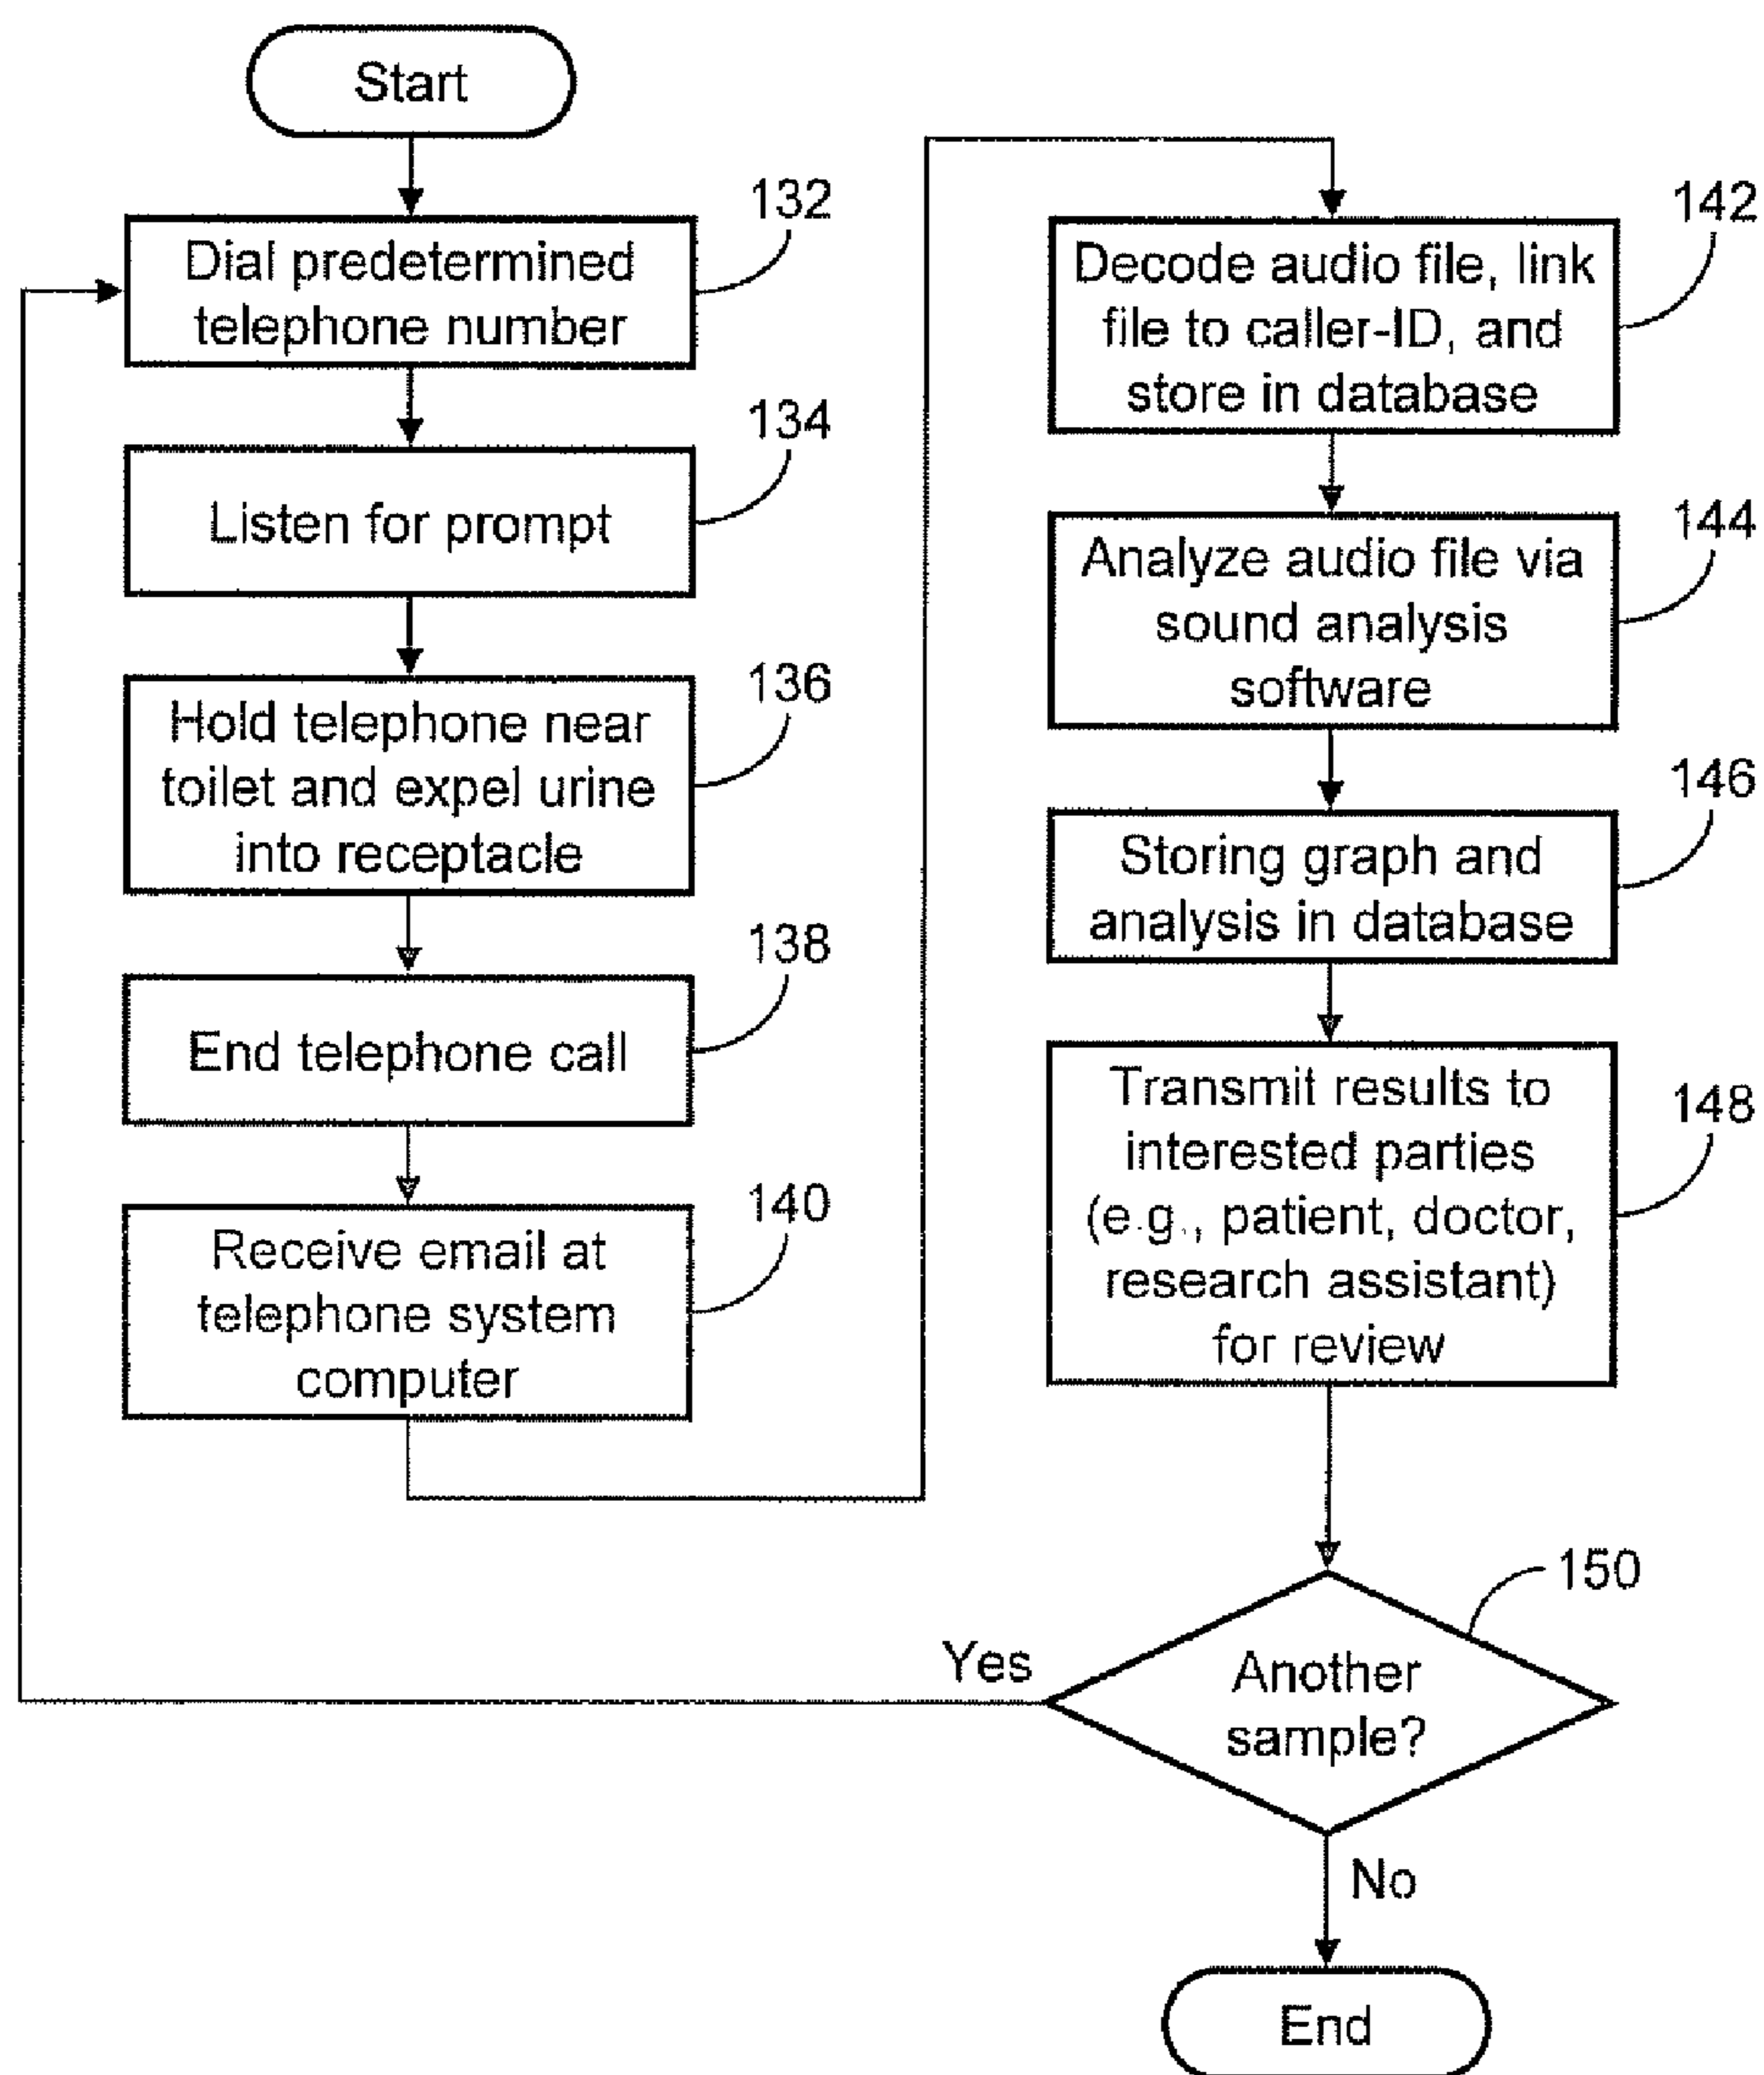 Start
132
Dial predetermined
telephone number
134
Listen for prompt
136
Hold telephone near
toilet and expel urine
into receptacle
138
End telephone call
140
Receive email at
telephone system
computer
142
Decode audio file, link
file to caller-ID, and
store in database
144
Analyze audio file via
sound analysis
software
146
Storing graph and
analysis in database
148
Transmit results to
interested parties
(e.g., patient, doctor,
research assistant)
for review
150
Another
sample?
Yes
No
End